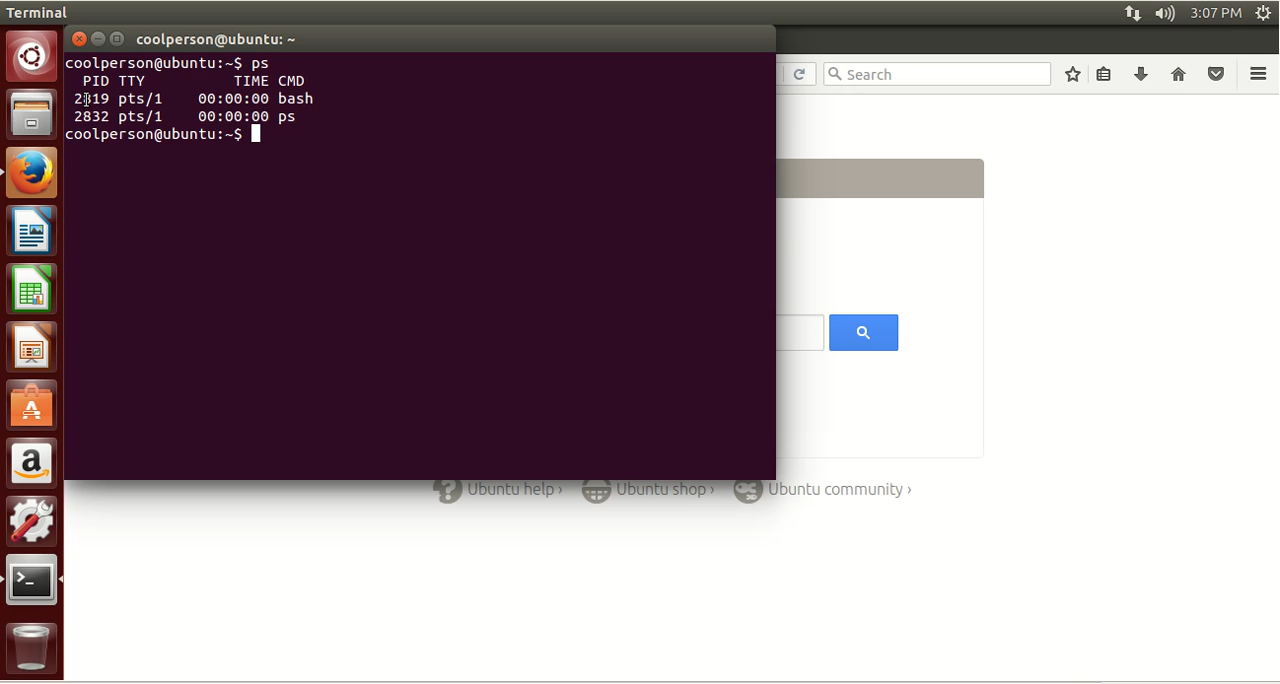 Terminal
3:07 PM
coolperson@ubuntu: ~
coolperson@ubuntu:~$ ps
PID TTY TIME CMD
2819 pts/1 00:00:00 bash
2832 pts/1 00:00:00 ps
coolperson@ubuntu:~$
Search
Ubuntu help ›
Ubuntu shop ›
Ubuntu community ›